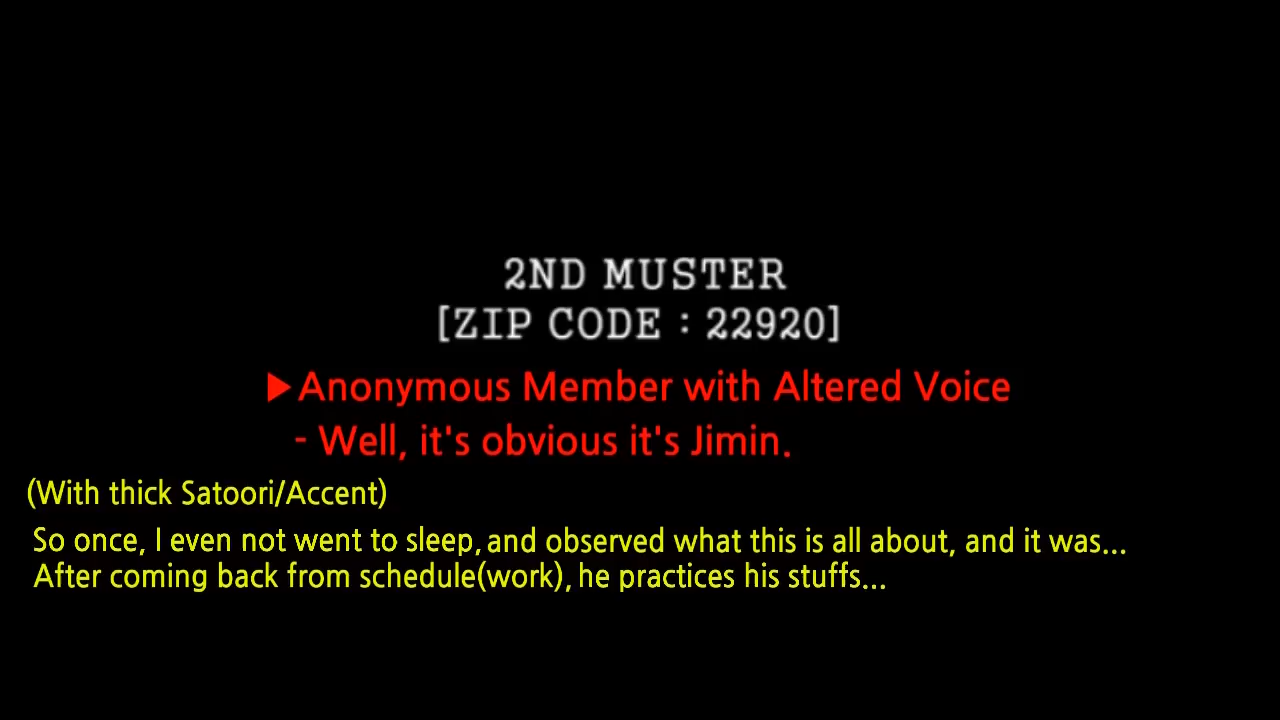 2ND MUSTER
[ZIP CODE : 22920]
▶Anonymous Member with Altered Voice
- Well, it's obvious it's Jimin.
(With thick Satoori/Accent)
So once, I even not went to sleep, and observed what this is all about, and it was...
After coming back from schedule(work), he practices his stuffs...